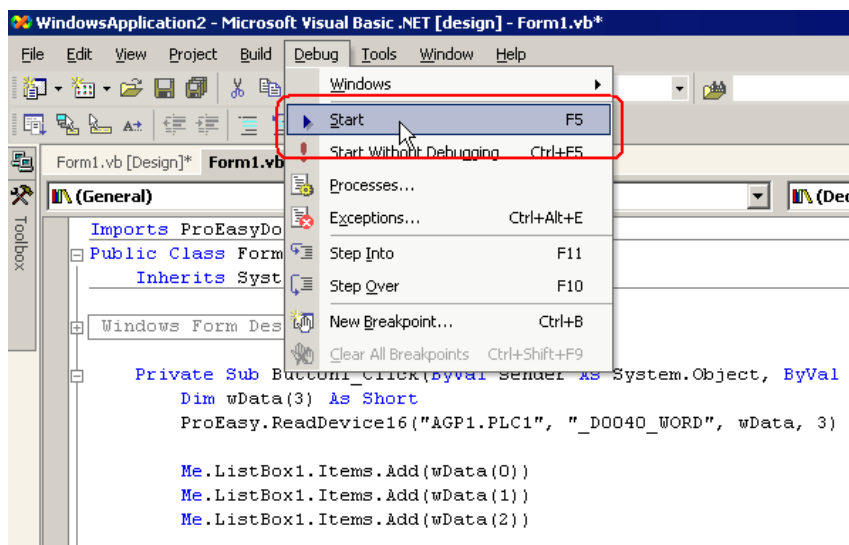 WindowsApplication2 - Microsoft Visual Basic .NET [design] - Form1.vb*
File Edit View Project Build Debug Tools Window Help
Windows
Start F5
Start Without Debugging Ctrl+F5
Form1.vb [Design]* Form1.vb
Processes...
(General) (Dec
Toolbox
Exceptions... Ctrl+Alt+E
Imports ProEasyDo
Public Class Form
Step Into F11
Inherits Syst
Step Over F10
Windows Form Des
New Breakpoint... Ctrl+B
Clear All Breakpoints Ctrl+Shift+F9
Private Sub Button1_Click(ByVal sender As System.Object, ByVal
Dim wData(3) As Short
ProEasy.ReadDevice16("AGP1.PLC1", "_D0040_WORD", wData, 3)
Me.ListBox1.Items.Add(wData(0))
Me.ListBox1.Items.Add(wData(1))
Me.ListBox1.Items.Add(wData(2))